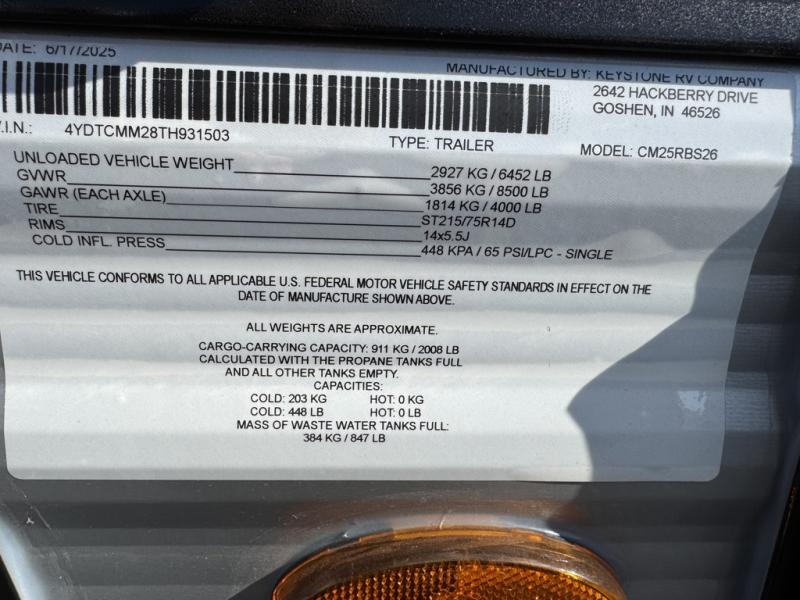 DATE: 6/17/2025
MANUFACTURED BY: KEYSTONE RV COMPANY
2642 HACKBERRY DRIVE
GOSHEN, IN 46526
V.I.N.: 4YDTCMM28TH931503
TYPE: TRAILER
MODEL: CM25RBS26
UNLOADED VEHICLE WEIGHT 2927 KG / 6452 LB
GVWR 3856 KG / 8500 LB
GAWR (EACH AXLE) 1814 KG / 4000 LB
TIRE ST215/75R14D
RIMS 14x5.5J
COLD INFL. PRESS 448 KPA / 65 PSI/LPC - SINGLE
THIS VEHICLE CONFORMS TO ALL APPLICABLE U.S. FEDERAL MOTOR VEHICLE SAFETY STANDARDS IN EFFECT ON THE
DATE OF MANUFACTURE SHOWN ABOVE.
ALL WEIGHTS ARE APPROXIMATE.
CARGO-CARRYING CAPACITY: 911 KG / 2008 LB
CALCULATED WITH THE PROPANE TANKS FULL
AND ALL OTHER TANKS EMPTY.
CAPACITIES:
COLD: 203 KG HOT: 0 KG
COLD: 448 LB HOT: 0 LB
MASS OF WASTE WATER TANKS FULL:
384 KG / 847 LB